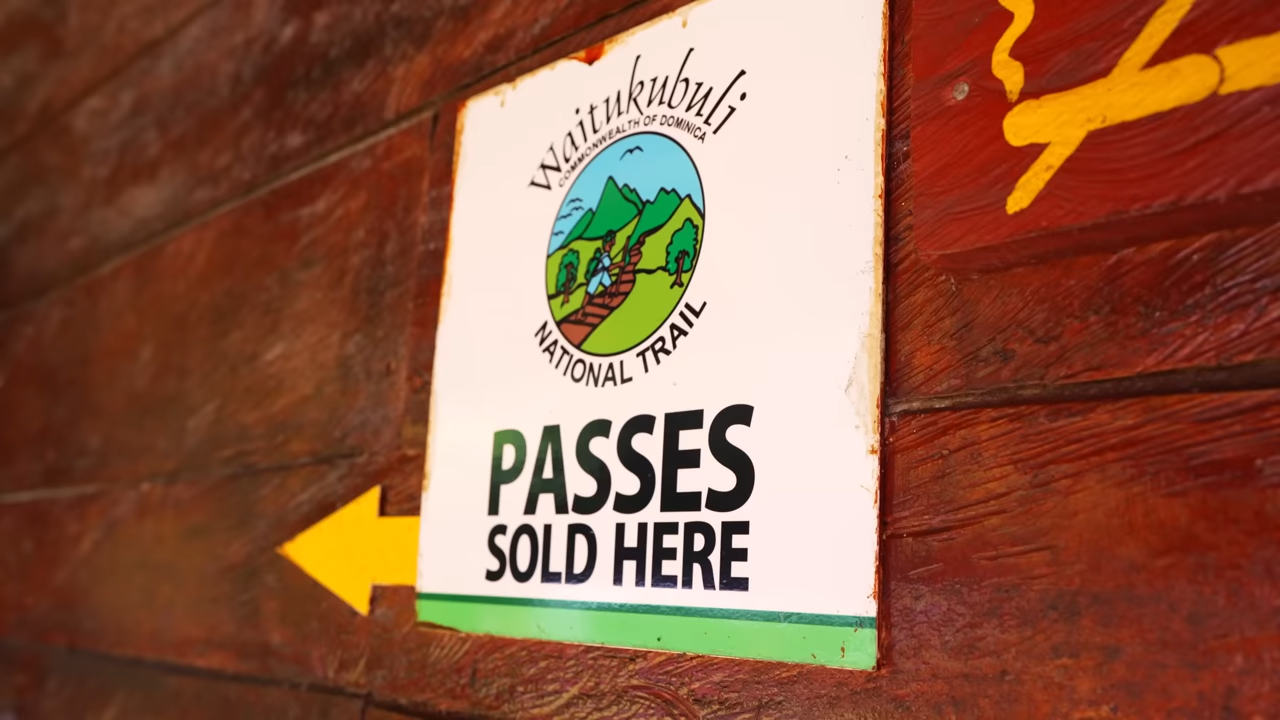 Waitukubuli
COMMONWEALTH OF DOMINICA
NATIONAL TRAIL
PASSES
SOLD HERE